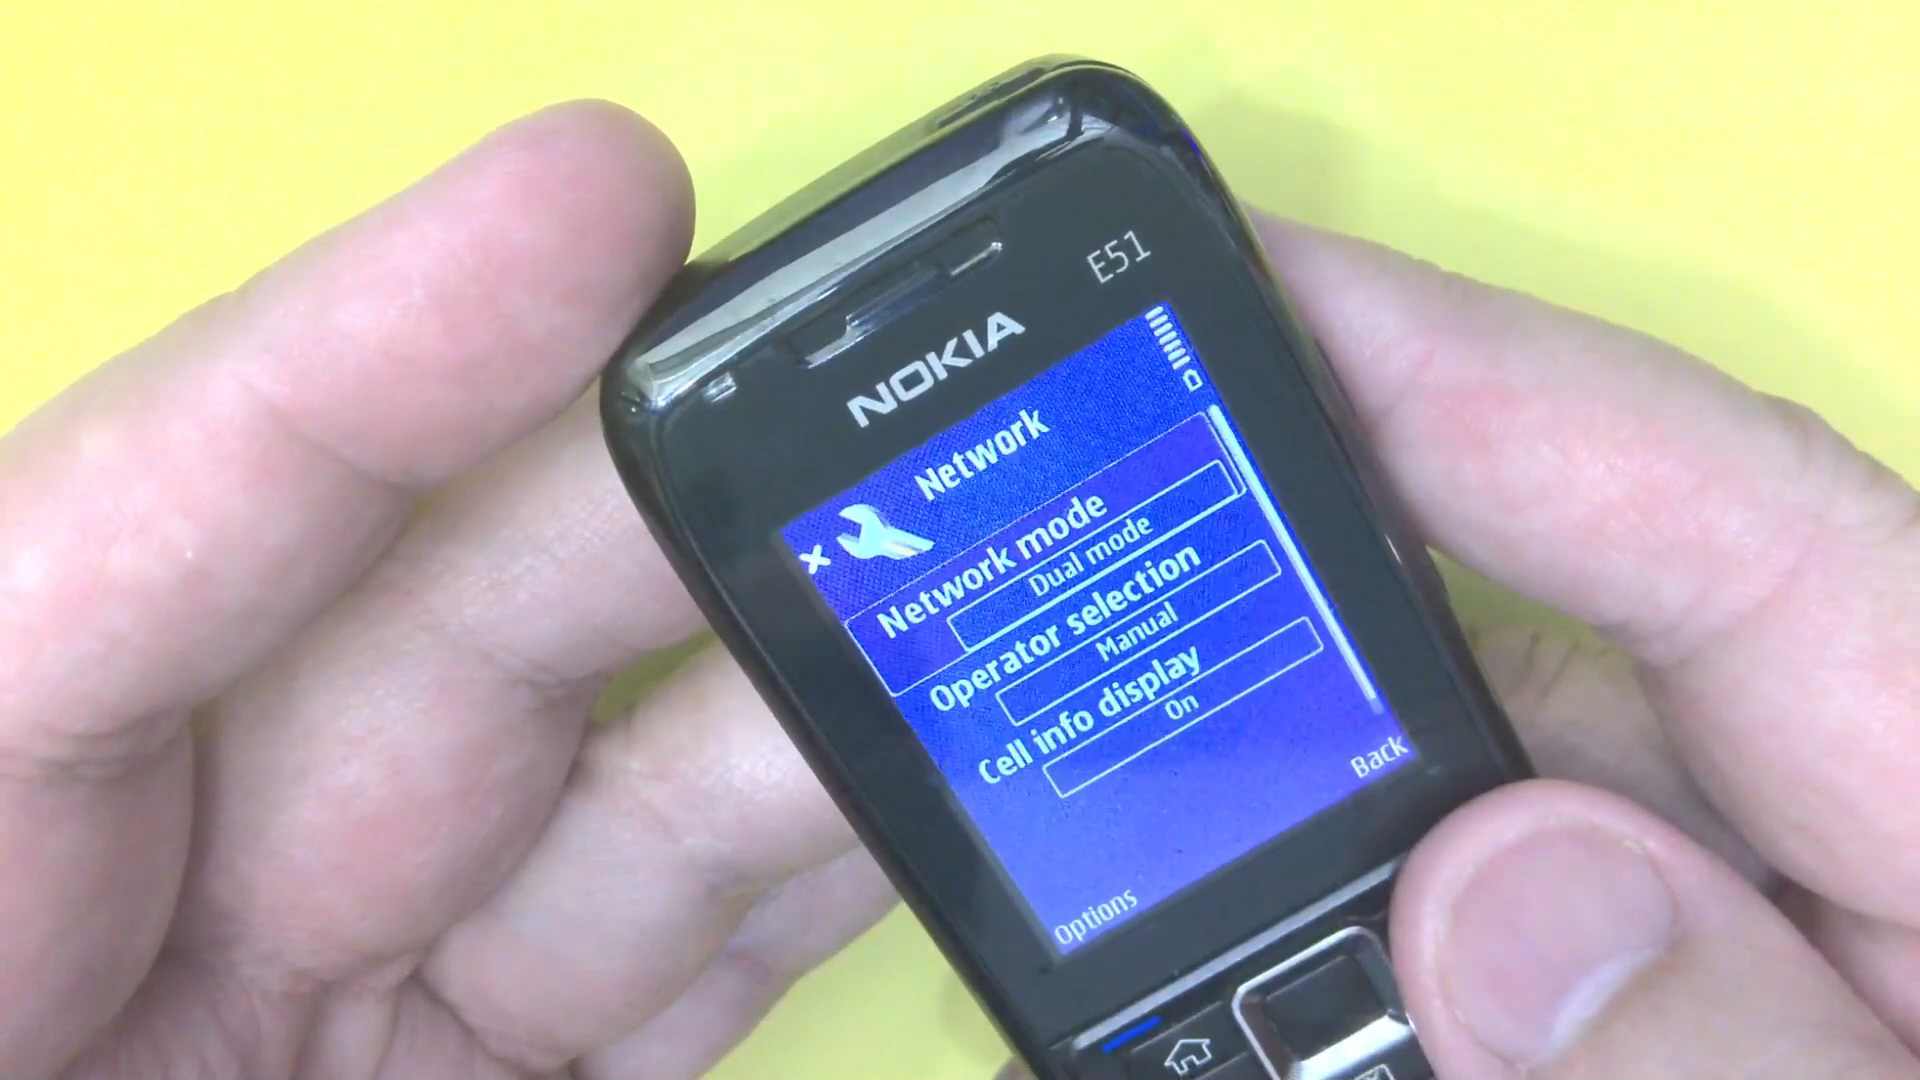 E51
NOKIA
Network
Network mode
Dual mode
Operator selection
Manual
Cell info display
On
Options
Back